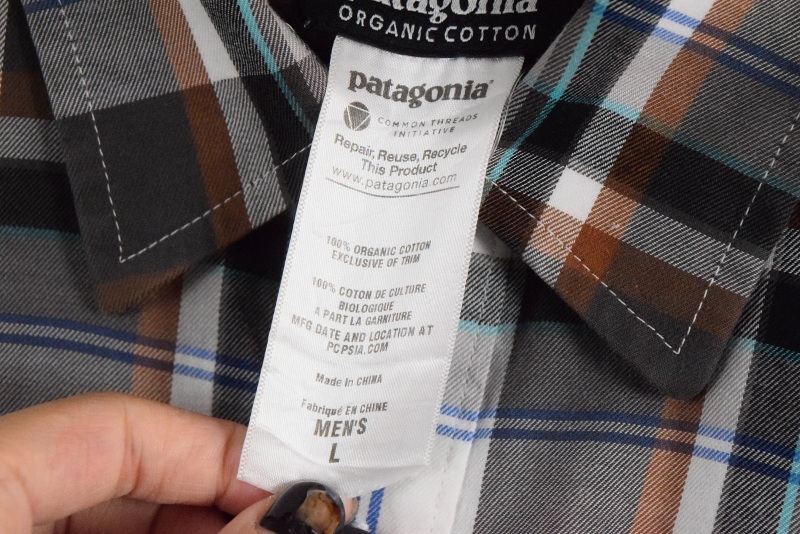 patagonia
ORGANIC COTTON
patagonia®
COMMON THREADS
INITIATIVE
Repair, Reuse, Recycle
This Product
www.patagonia.com
100% ORGANIC COTTON
EXCLUSIVE OF TRIM
100% COTON DE CULTURE
BIOLOGIQUE
A PART LA GARNITURE
MFG DATE AND LOCATION AT
PCPSIA.COM
Made in CHINA
Fabriqué EN CHINE
MEN'S
L